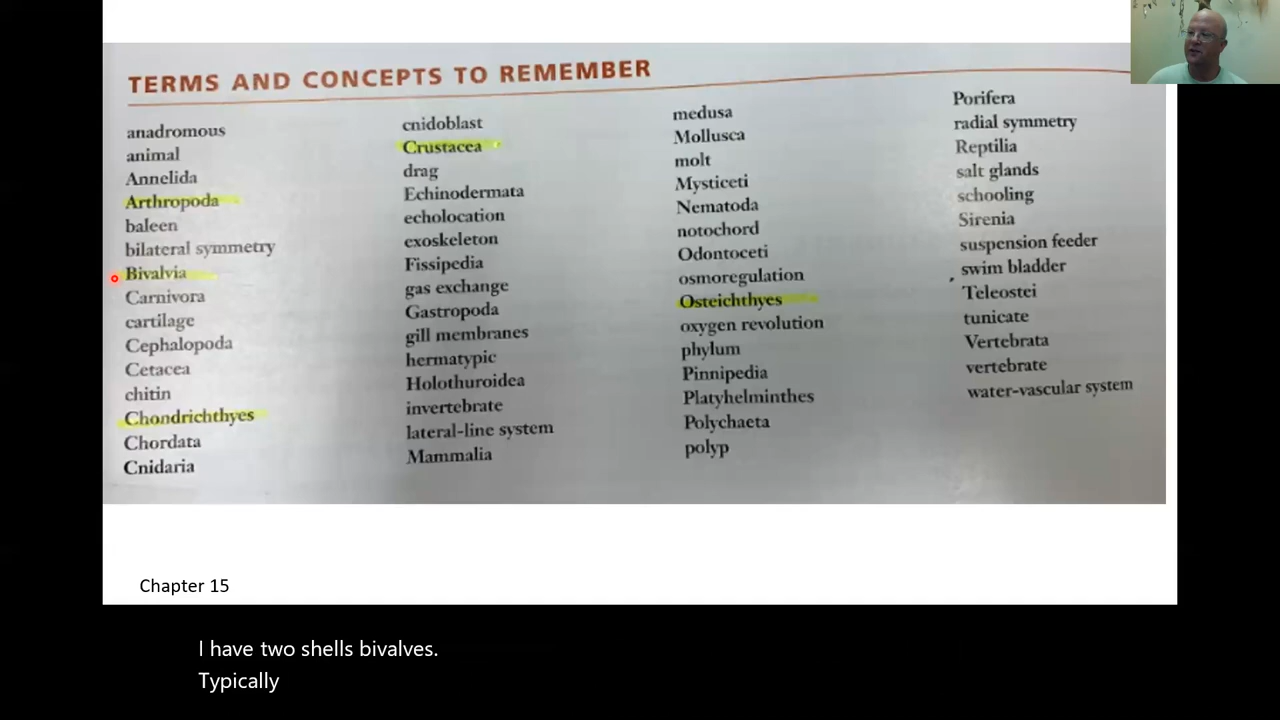 TERMS AND CONCEPTS TO REMEMBER
anadromous
animal
Annelida
Arthropoda
baleen
bilateral symmetry
Bivalvia
Carnivora
cartilage
Cephalopoda
Cetacea
chitin
Chondrichthyes
Chordata
Cnidaria
cnidoblast
Crustacea
drag
Echinodermata
echolocation
exoskeleton
Fissipedia
gas exchange
Gastropoda
gill membranes
hermatypic
Holothuroidea
invertebrate
lateral-line system
Mammalia
medusa
Mollusca
molt
Mysticeti
Nematoda
notochord
Odontoceti
osmoregulation
Osteichthyes
oxygen revolution
phylum
Pinnipedia
Platyhelminthes
Polychaeta
polyp
Porifera
radial symmetry
Reptilia
salt glands
schooling
Sirenia
suspension feeder
swim bladder
Teleostei
tunicate
Vertebrata
vertebrate
water-vascular system
Chapter 15
I have two shells bivalves.
Typically